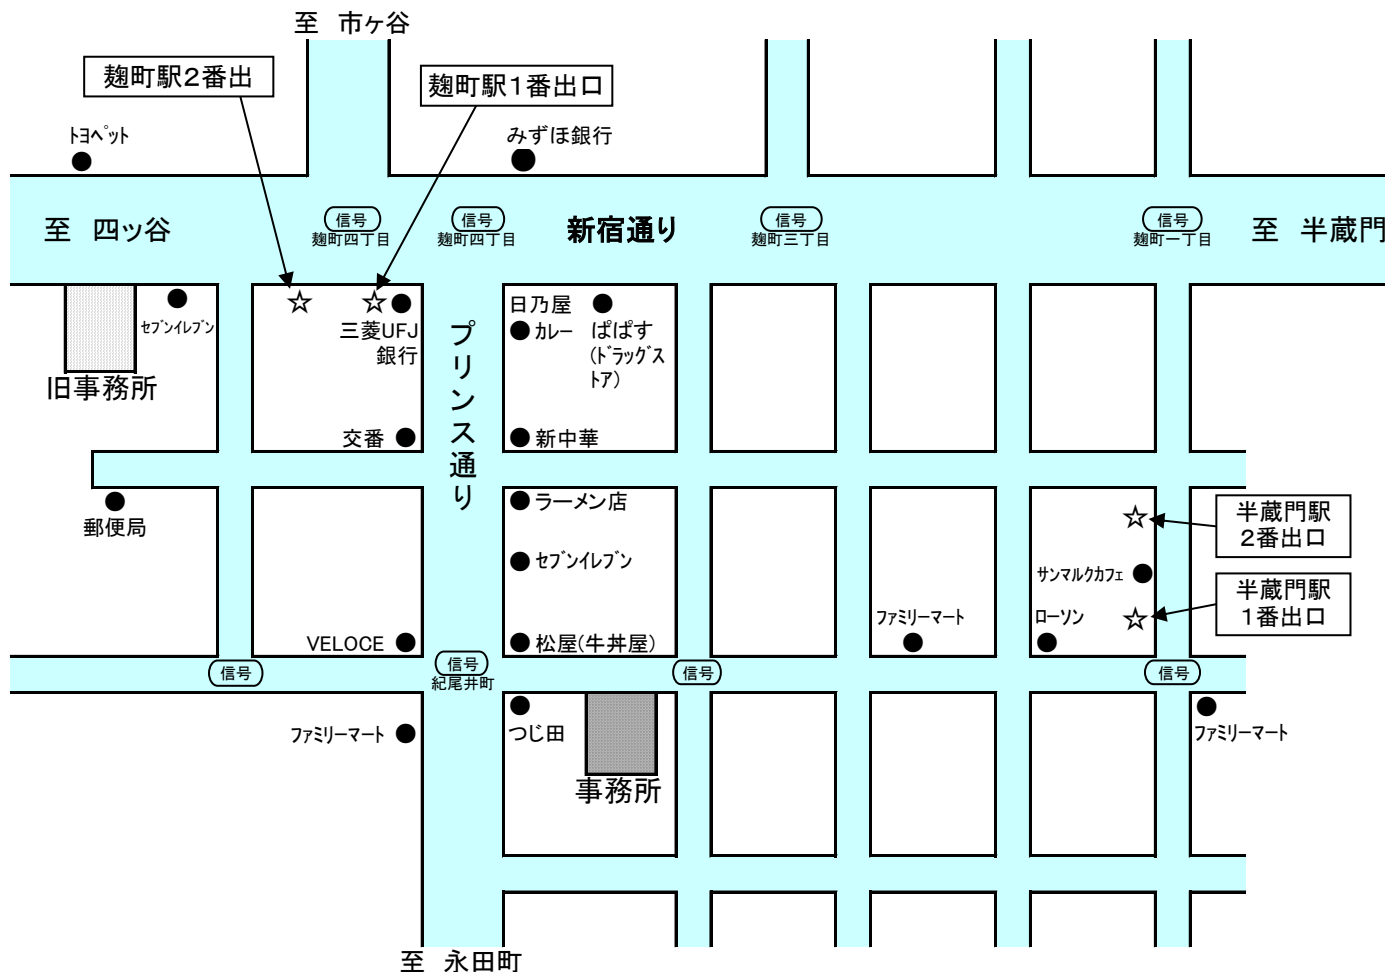 至 市ヶ谷
麹町駅2番出
麹町駅1番出口
トヨペット
みずほ銀行
至 四ッ谷
信号
麹町四丁目
信号
麹町四丁目
新宿通り
信号
麹町三丁目
信号
麹町一丁目
至 半蔵門
セブンイレブン
旧事務所
三菱UFJ
銀行
プリンス通り
日乃屋
カレー
ぱぱす
(ドラッグス
トア)
交番
新中華
郵便局
ラーメン店
セブンイレブン
半蔵門駅
2番出口
サンマルクカフェ
半蔵門駅
1番出口
VELOCE
松屋(牛丼屋)
ファミリーマート
ローソン
信号
信号
紀尾井町
信号
信号
ファミリーマート
つじ田
ファミリーマート
事務所
至 永田町